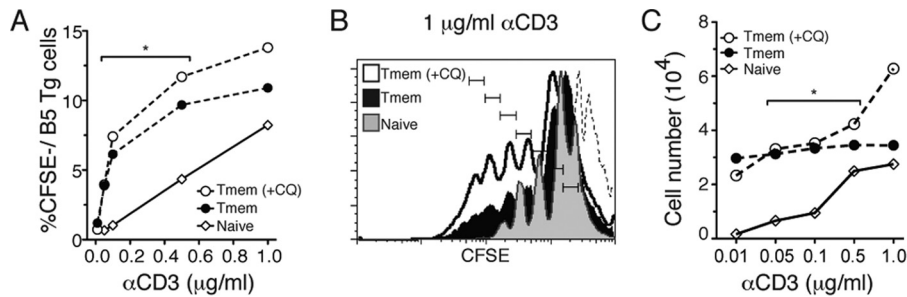 A
%CFSE-/ B5 Tg cells
15
10
5
0
*
Tmem (+CQ)
Tmem
Naive
0.0 0.2 0.4 0.6 0.8 1.0
αCD3 (μg/ml)
B
1 μg/ml αCD3
Tmem (+CQ)
Tmem
Naive
CFSE
C
Cell number (10⁴)
8
6
4
2
0
Tmem (+CQ)
Tmem
Naive
*
0.01 0.05 0.1 0.5 1.0
αCD3 (μg/ml)